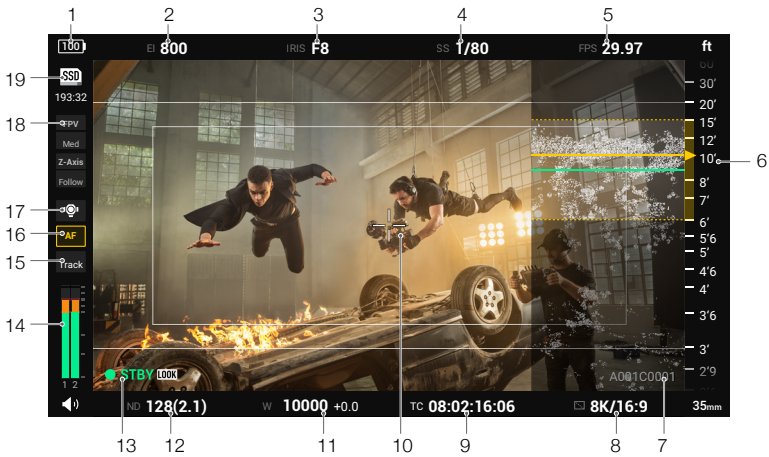 1 2 3 4 5
100 EI 800 IRIS F8 SS 1/80 FPS 29.97 ft
19 SSD
193:32
18 FPV
Med
Z-Axis
Follow
17
16 AF
15 Track
14
1 2
60'
30'
20'
15'
12'
10'
6
8'
7'
6'
5'6
5'
4'6
4'
3'6
3'
2'9
STBY LOOK A001C0001
ND 128(2.1) W 10000 +0.0 TC 08:02:16:06 8K/16:9 35mm
13 12 11 10 9 8 7